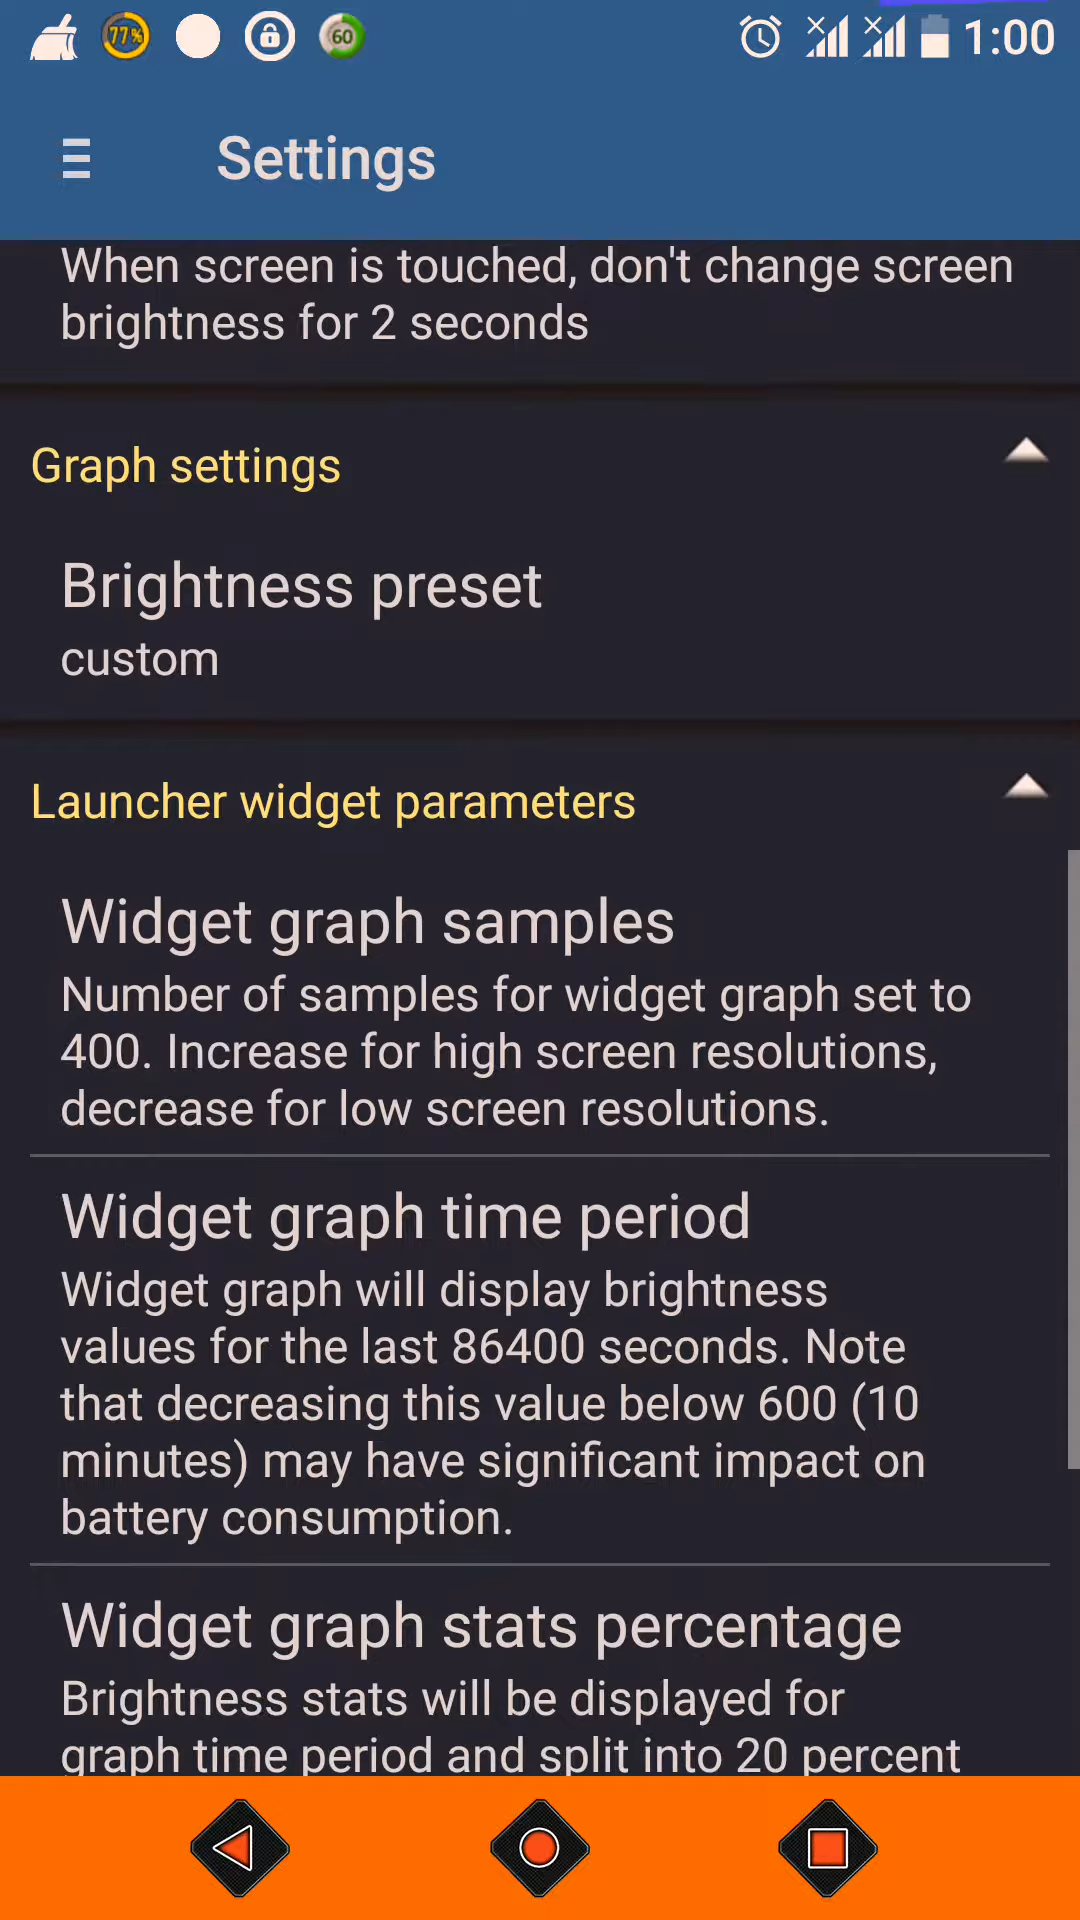 77%
60
1:00
Settings
When screen is touched, don't change screen
brightness for 2 seconds
Graph settings
Brightness preset
custom
Launcher widget parameters
Widget graph samples
Number of samples for widget graph set to
400. Increase for high screen resolutions,
decrease for low screen resolutions.
Widget graph time period
Widget graph will display brightness
values for the last 86400 seconds. Note
that decreasing this value below 600 (10
minutes) may have significant impact on
battery consumption.
Widget graph stats percentage
Brightness stats will be displayed for
graph time period and split into 20 percent